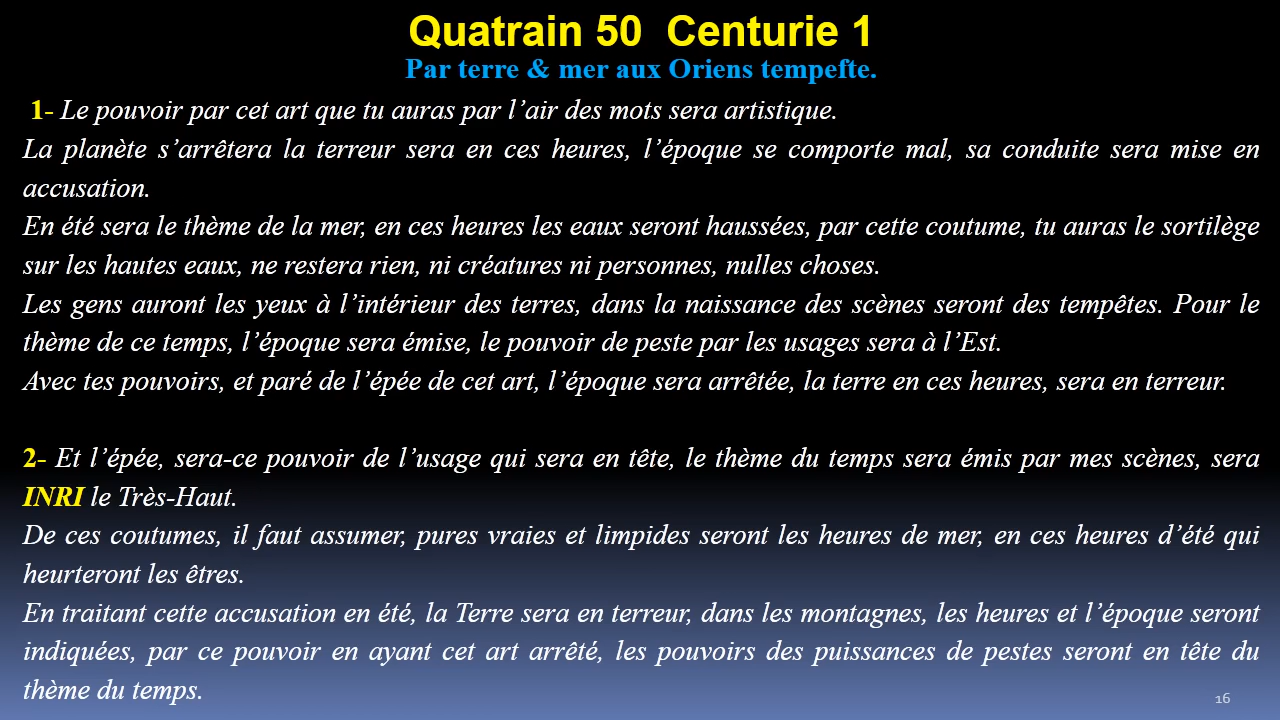 Quatrain 50 Centurie 1
Par terre & mer aux Oriens tempefte.
1- Le pouvoir par cet art que tu auras par l’air des mots sera artistique.
La planète s’arrêtera la terreur sera en ces heures, l’époque se comporte mal, sa conduite sera mise en
accusation.
En été sera le thème de la mer, en ces heures les eaux seront haussées, par cette coutume, tu auras le sortilège
sur les hautes eaux, ne restera rien, ni créatures ni personnes, nulles choses.
Les gens auront les yeux à l’intérieur des terres, dans la naissance des scènes seront des tempêtes. Pour le
thème de ce temps, l’époque sera émise, le pouvoir de peste par les usages sera à l’Est.
Avec tes pouvoirs, et paré de l’épée de cet art, l’époque sera arrêtée, la terre en ces heures, sera en terreur.
2- Et l’épée, sera-ce pouvoir de l’usage qui sera en tête, le thème du temps sera émis par mes scènes, sera
INRI le Très-Haut.
De ces coutumes, il faut assumer, pures vraies et limpides seront les heures de mer, en ces heures d’été qui
heurteront les êtres.
En traitant cette accusation en été, la Terre sera en terreur, dans les montagnes, les heures et l’époque seront
indiquées, par ce pouvoir en ayant cet art arrêté, les pouvoirs des puissances de pestes seront en tête du
thème du temps.
16